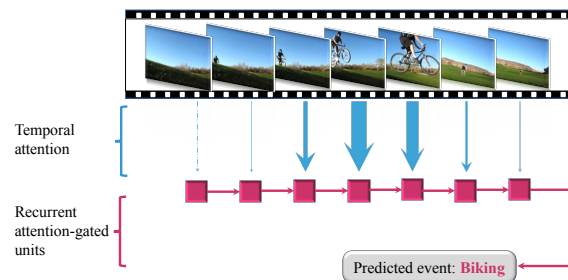 Temporal
attention
Recurrent
attention-gated
units
Predicted event: Biking